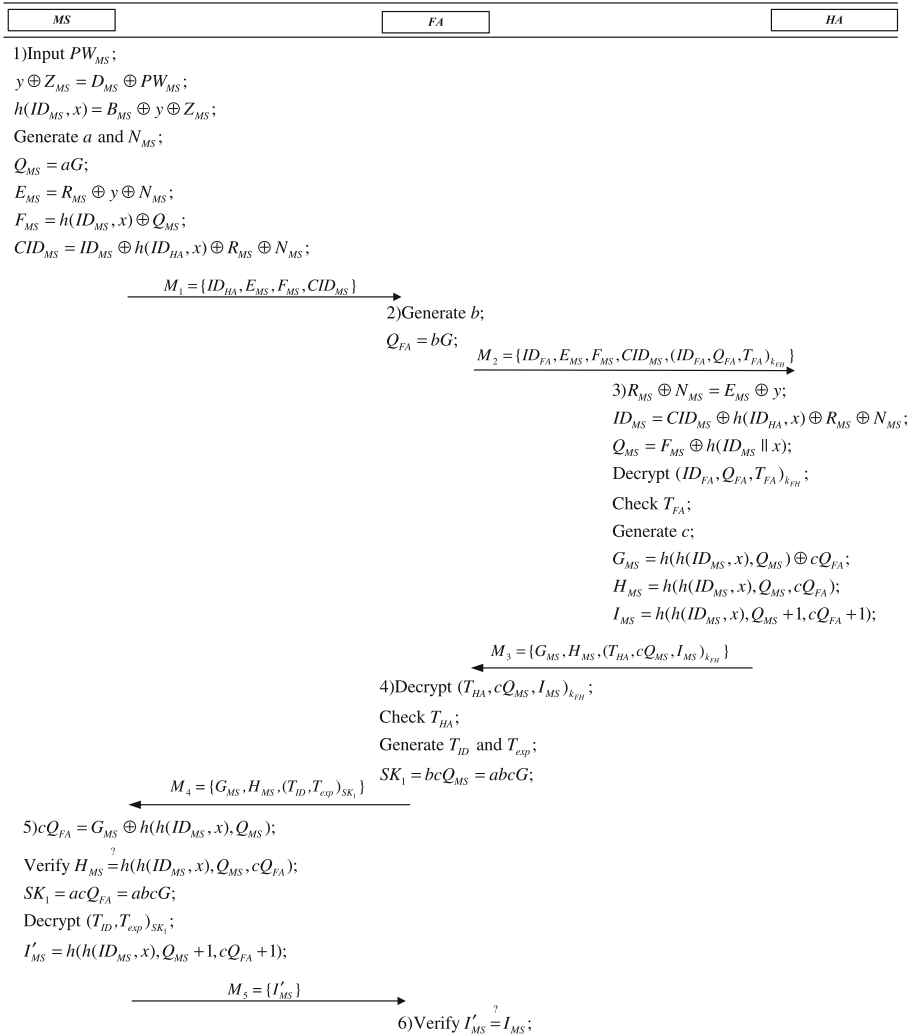 MS FA HA
1)Input PW_MS;
y ⊕ Z_MS = D_MS ⊕ PW_MS;
h(ID_MS, x) = B_MS ⊕ y ⊕ Z_MS;
Generate a and N_MS;
Q_MS = aG;
E_MS = R_MS ⊕ y ⊕ N_MS;
F_MS = h(ID_MS, x) ⊕ Q_MS;
CID_MS = ID_MS ⊕ h(ID_HA, x) ⊕ R_MS ⊕ N_MS;
M_1 = {ID_HA, E_MS, F_MS, CID_MS}
2)Generate b;
Q_FA = bG;
M_2 = {ID_FA, E_MS, F_MS, CID_MS, (ID_FA, Q_FA, T_FA)_k_FH}
3)R_MS ⊕ N_MS = E_MS ⊕ y;
ID_MS = CID_MS ⊕ h(ID_HA, x) ⊕ R_MS ⊕ N_MS;
Q_MS = F_MS ⊕ h(ID_MS || x);
Decrypt (ID_FA, Q_FA, T_FA)_k_FH;
Check T_FA;
Generate c;
G_MS = h(h(ID_MS, x), Q_MS) ⊕ cQ_FA;
H_MS = h(h(ID_MS, x), Q_MS, cQ_FA);
I_MS = h(h(ID_MS, x), Q_MS + 1, cQ_FA + 1);
M_3 = {G_MS, H_MS, (T_HA, cQ_MS, I_MS)_k_FH}
4)Decrypt (T_HA, cQ_MS, I_MS)_k_FH;
Check T_HA;
Generate T_ID and T_exp;
SK_1 = bcQ_MS = abcG;
M_4 = {G_MS, H_MS, (T_ID, T_exp)_SK_1}
5)cQ_FA = G_MS ⊕ h(h(ID_MS, x), Q_MS);
Verify H_MS ?= h(h(ID_MS, x), Q_MS, cQ_FA);
SK_1 = acQ_FA = abcG;
Decrypt (T_ID, T_exp)_SK_1;
I′_MS = h(h(ID_MS, x), Q_MS + 1, cQ_FA + 1);
M_5 = {I′_MS}
6)Verify I′_MS ?= I_MS;